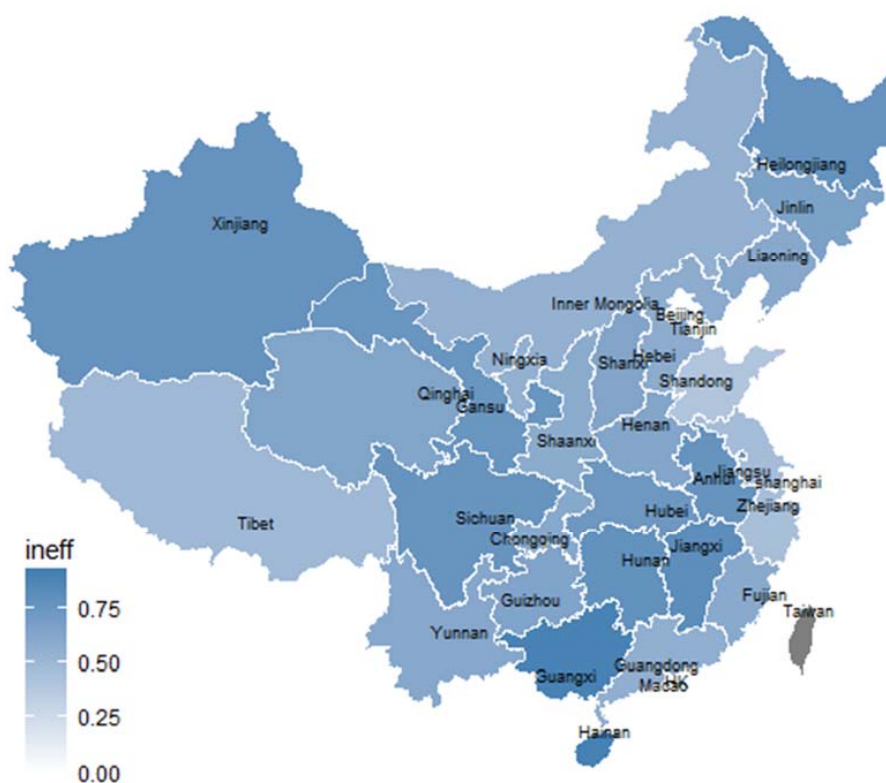 Heilongjiang
Jinlin
Xinjiang
Liaoning
Inner Mongolia
Beijing
Tianjin
Ningxia
Shanxi
Hebei
Shandong
Qinghai
Gansu
Henan
Shaanxi
Jiangsu
Anhui
shanghai
Zhejiang
Hubei
Sichuan
Tibet
Chongqing
Jiangxi
Hunan
ineff
Guizhou
Fujian
0.75
Taiwan
Yunnan
0.50
Guangdong
Guangxi
HK
Macao
0.25
Hainan
0.00